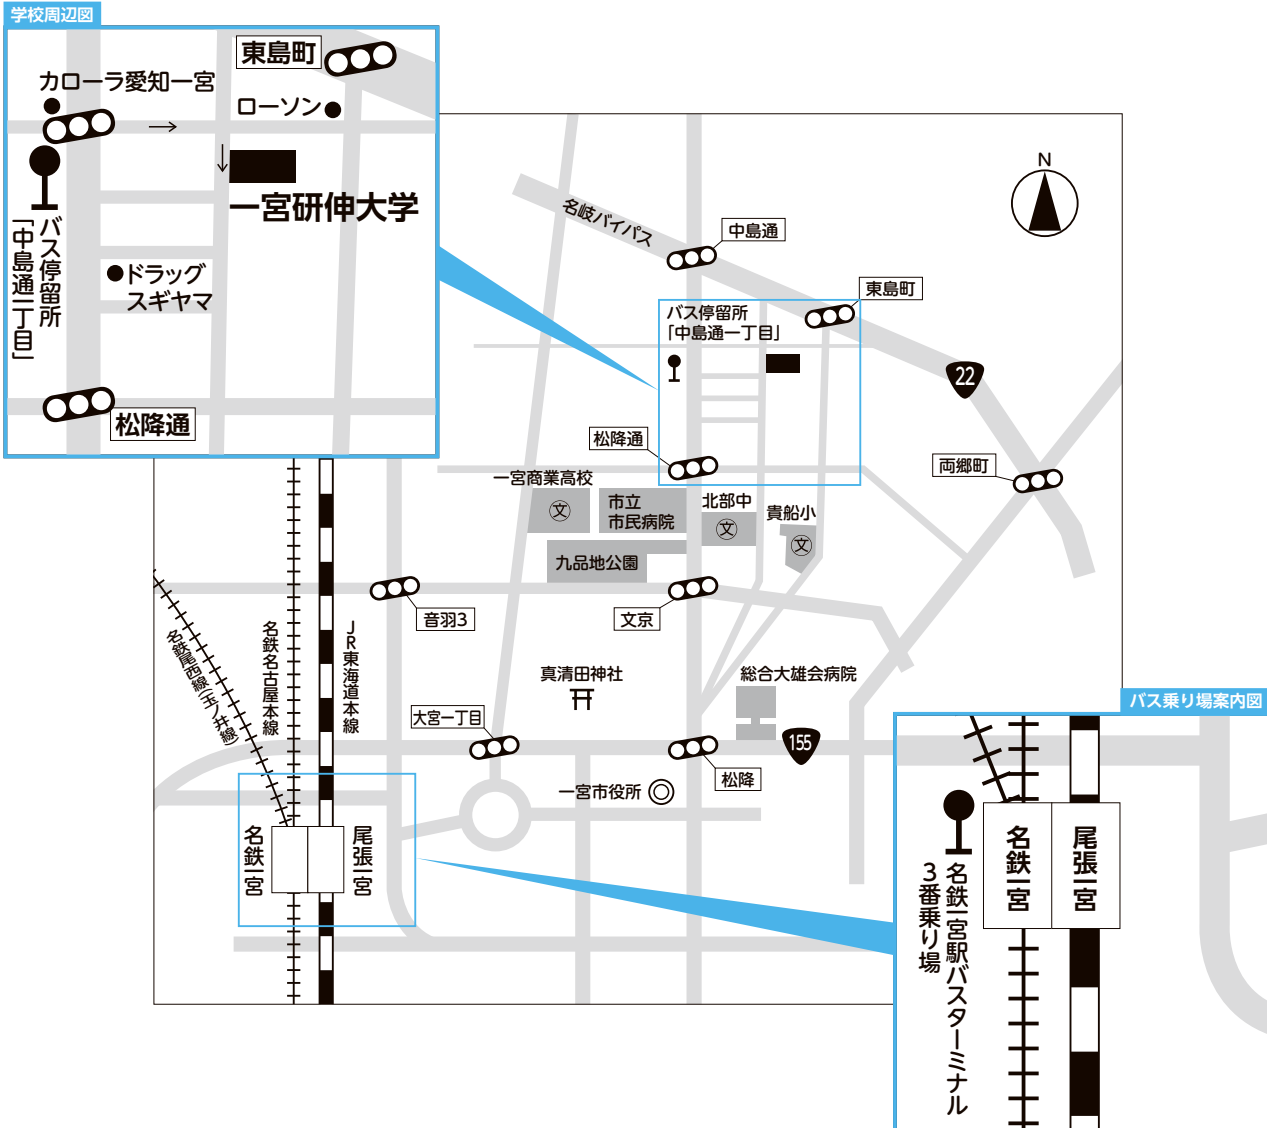 学校周辺図
東島町
カローラ愛知一宮
ローソン
一宮研伸大学
バス停留所
「中島通一丁目」
ドラッグ
スギヤマ
松降通
N
名岐バイパス
中島通
東島町
バス停留所
「中島通一丁目」
22
松降通
両郷町
一宮商業高校
文
市立
市民病院
北部中
文
貴船小
文
九品地公園
音羽3
文京
名鉄尾西線(玉ノ井線)
名鉄名古屋本線
JR東海道本線
真清田神社
総合大雄会病院
大宮一丁目
155
松降
一宮市役所
名鉄一宮
尾張一宮
バス乗り場案内図
名鉄一宮
尾張一宮
名鉄一宮駅バスターミナル
3番乗り場